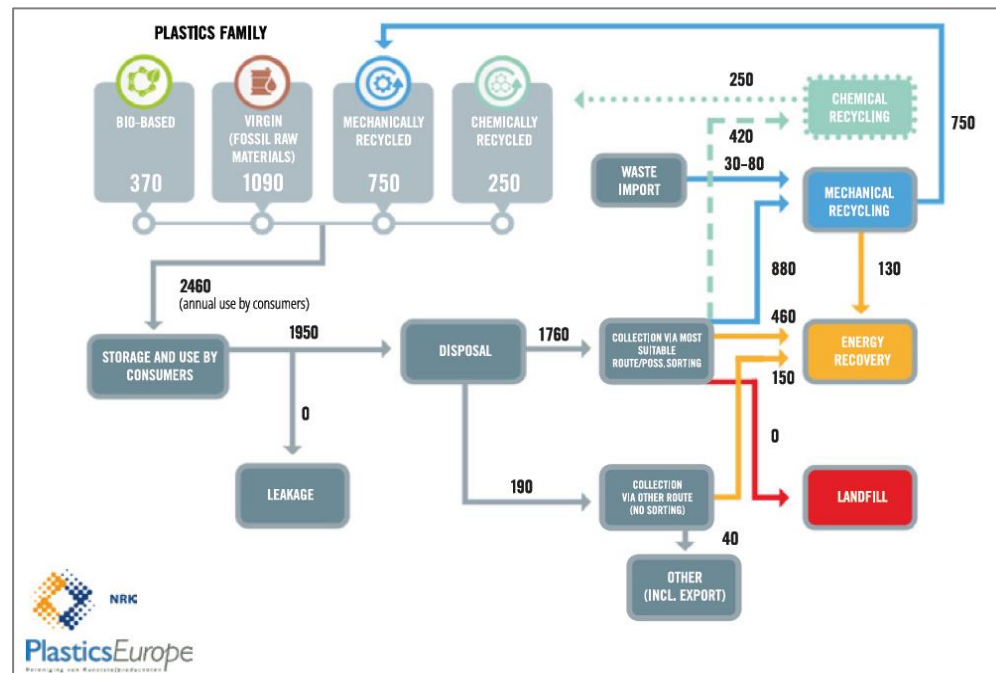 PLASTICS FAMILY
BIO-BASED
370
VIRGIN
(FOSSIL RAW
MATERIALS)
1090
MECHANICALLY
RECYCLED
750
CHEMICALLY
RECYCLED
250
250
CHEMICAL
RECYCLING
420
750
WASTE
IMPORT
30–80
MECHANICAL
RECYCLING
2460
(annual use by consumers)
880
130
STORAGE AND USE BY
CONSUMERS
1950
DISPOSAL
1760
COLLECTION VIA MOST
SUITABLE
ROUTE/POSS.SORTING
460
ENERGY
RECOVERY
150
0
0
LEAKAGE
190
COLLECTION
VIA OTHER ROUTE
(NO SORTING)
LANDFILL
40
OTHER
(INCL. EXPORT)
NRK
PlasticsEurope